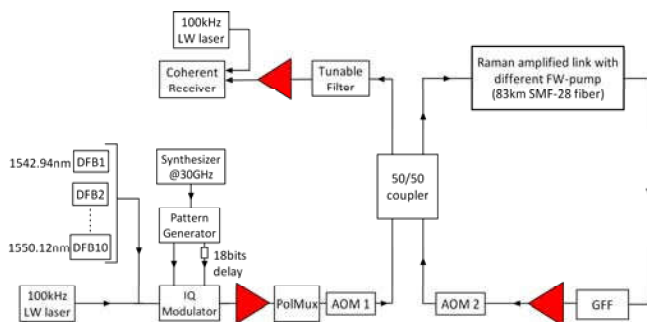 100kHz
LW laser
Coherent
Receiver
Tunable
Filter
Raman amplified link with
different FW-pump
(83km SMF-28 fiber)
50/50
coupler
1542.94nm
DFB1
DFB2
1550.12nm
DFB10
Synthesizer
@30GHz
Pattern
Generator
18bits
delay
100kHz
LW laser
IQ
Modulator
PolMux
AOM 1
AOM 2
GFF